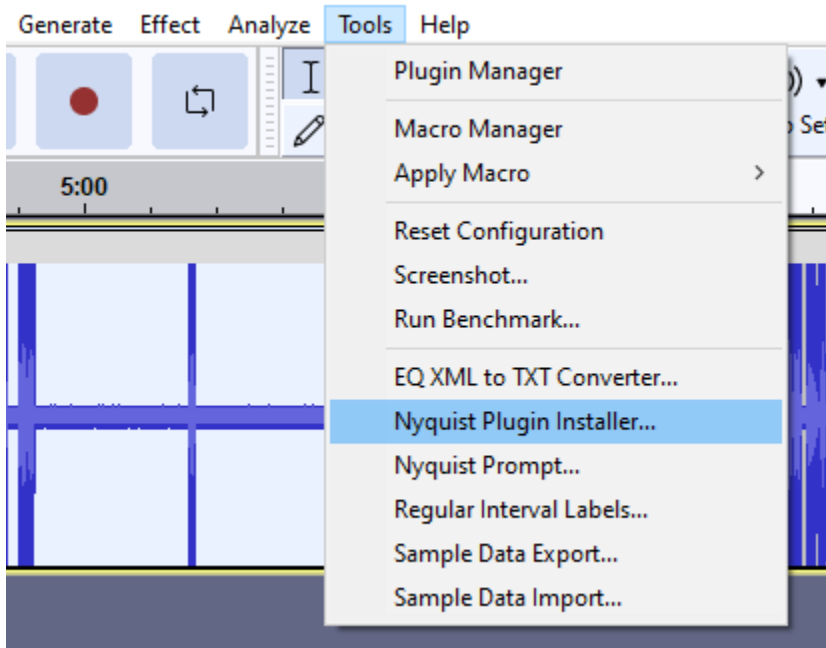 Generate Effect Analyze Tools Help
Plugin Manager
Macro Manager
Apply Macro
Reset Configuration
Screenshot...
Run Benchmark...
EQ XML to TXT Converter...
Nyquist Plugin Installer...
Nyquist Prompt...
Regular Interval Labels...
Sample Data Export...
Sample Data Import...
5:00